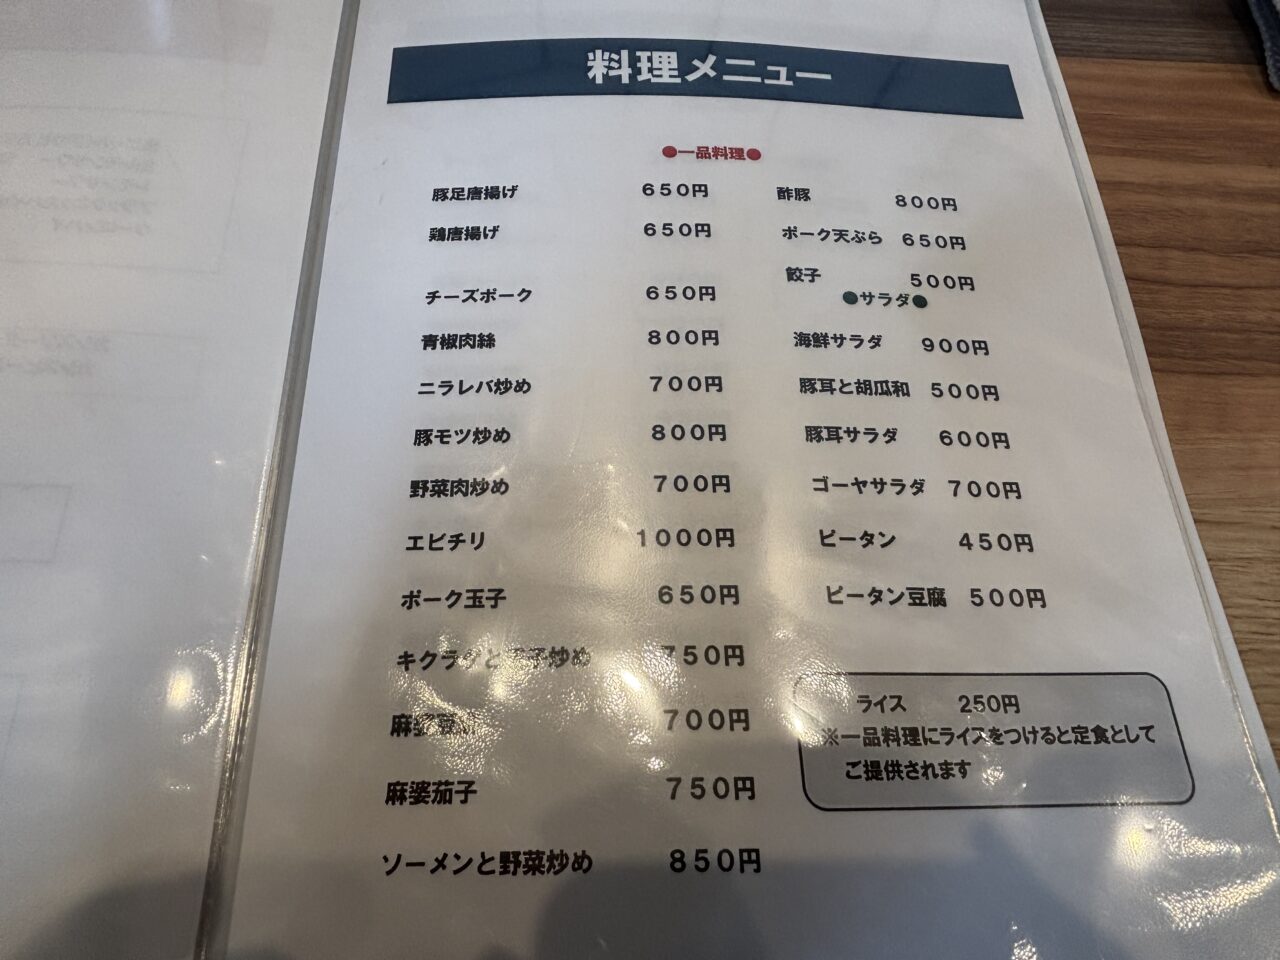 料理メニュー
●一品料理●
豚足唐揚げ 650円
鶏唐揚げ 650円
チーズポーク 650円
青椒肉絲 800円
ニラレバ炒め 700円
豚モツ炒め 800円
野菜肉炒め 700円
エビチリ 1000円
ポーク玉子 650円
キクラゲと玉子炒め 750円
麻婆豆腐 700円
麻婆茄子 750円
ソーメンと野菜炒め 850円
酢豚 800円
ポーク天ぷら 650円
餃子 500円
●サラダ●
海鮮サラダ 900円
豚耳と胡瓜和 500円
豚耳サラダ 600円
ゴーヤサラダ 700円
ピータン 450円
ピータン豆腐 500円
ライス 250円
※一品料理にライスをつけると定食として
ご提供されます